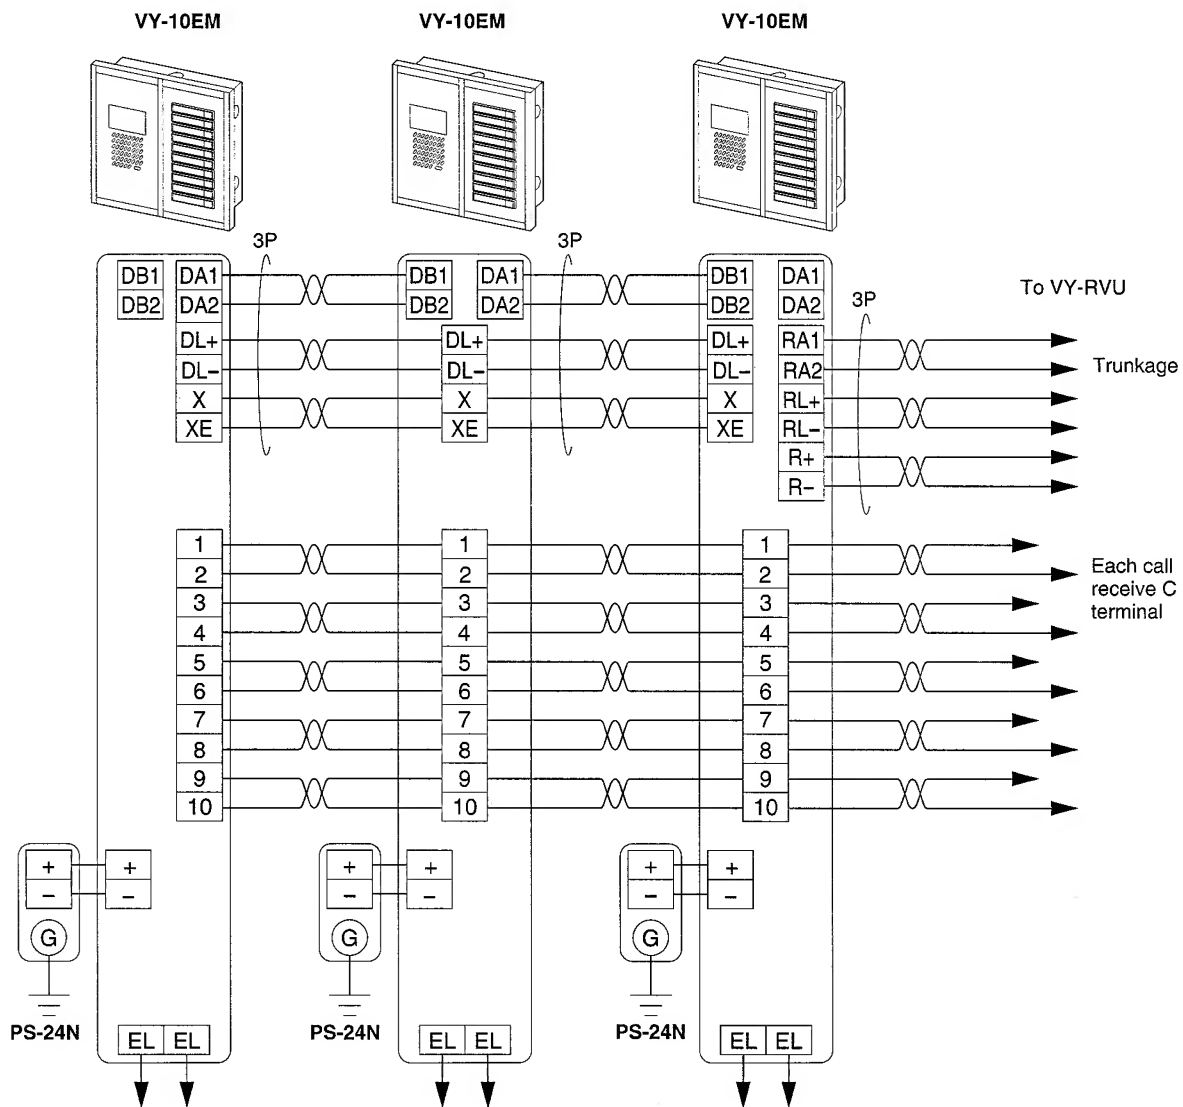 VY-10EM VY-10EM VY-10EM
3P 3P
DB1 DA1 DB1 DA1 DB1 DA1
To VY-RVU
DB2 DA2 DB2 DA2 DB2 DA2
3P
DL+ DL+ DL+ RA1
Trunkage
DL− DL− DL− RA2
X X X RL+
XE XE XE RL−
R+
R−
1 1 1
Each call
receive C
terminal
2 2 2
3 3 3
4 4 4
5 5 5
6 6 6
7 7 7
8 8 8
9 9 9
10 10 10
+ + + + + +
− − − − − −
G G G
PS-24N PS-24N PS-24N
EL EL EL EL EL EL